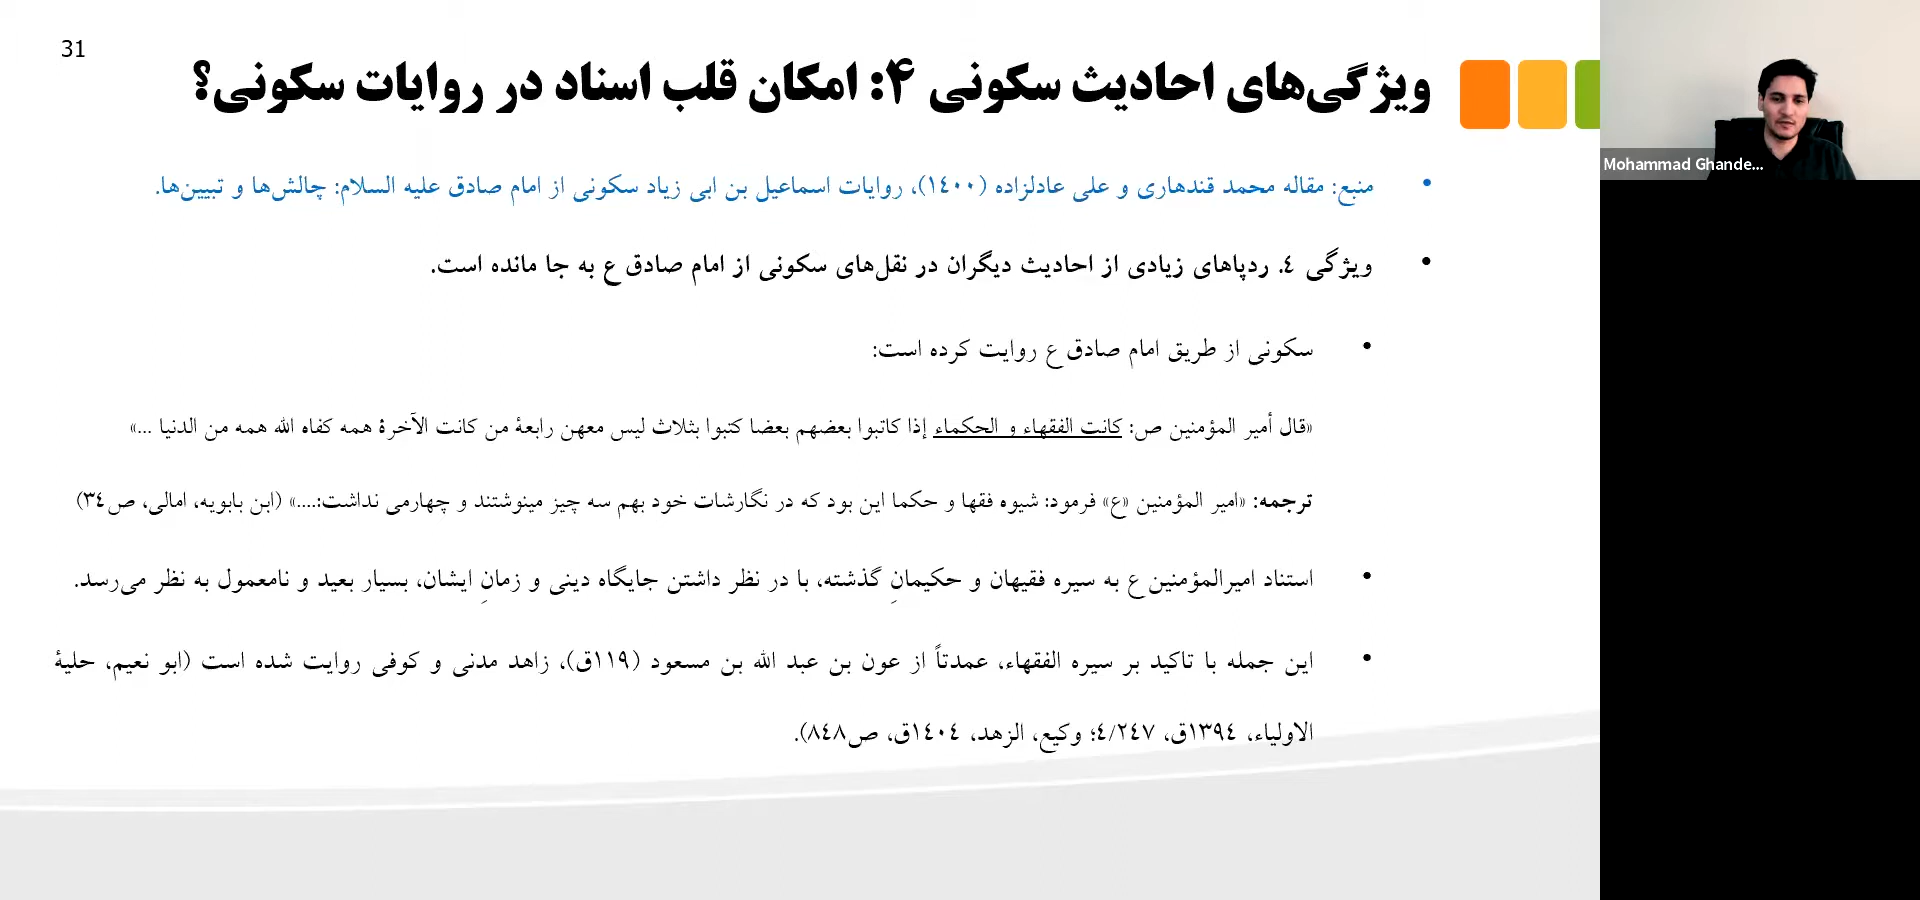 31
ویژگی‌های احادیث سکونی ۴: امکان قلب اسناد در روایات سکونی؟
Mohammad Ghande...
• منبع: مقاله محمد قندهاری و علی عادلزاده (۱٤۰۰)، روایات اسماعیل بن ابی زیاد سکونی از امام صادق علیه السلام: چالش‌ها و تبیین‌ها.
• ویژگی ٤. ردپاهای زیادی از احادیث دیگران در نقل‌های سکونی از امام صادق ع به جا مانده است.
• سکونی از طریق امام صادق ع روایت کرده است:
«قال أمير المؤمنين ص: كانت الفقهاء و الحكماء إذا كاتبوا بعضهم بعضا كتبوا بثلاث ليس معهن رابعة من كانت الآخرة همه كفاه الله همه من الدنيا ...»
ترجمه: «امیر المؤمنین «ع» فرمود: شیوه فقها و حکما این بود که در نگارشات خود بهم سه چیز مینوشتند و چهارمی نداشت:....» (ابن بابویه، امالی، ص۳٤)
• استناد امیرالمؤمنین ع به سیره فقیهان و حکیمانِ گذشته، با در نظر داشتن جایگاه دینی و زمانِ ایشان، بسیار بعید و نامعمول به نظر می‌رسد.
• این جمله با تاکید بر سیره الفقهاء، عمدتاً از عون بن عبد الله بن مسعود (۱۱۹ق)، زاهد مدنی و کوفی روایت شده است (ابو نعیم، حلیة
الاولیاء، ۱۳۹٤ق، ٤/۲٤۷؛ وکیع، الزهد، ۱٤۰٤ق، ص۸٤۸).